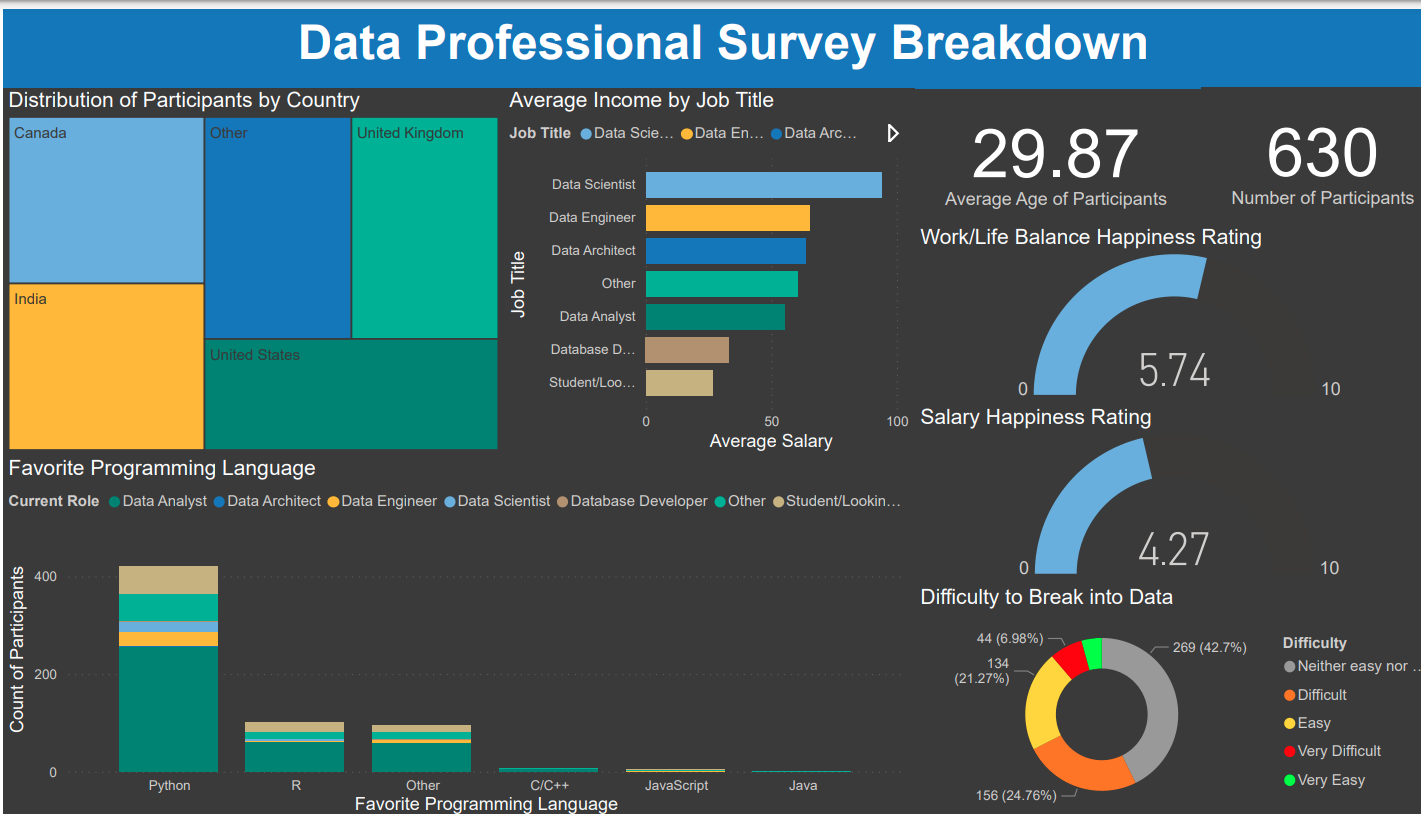 Data Professional Survey Breakdown
Distribution of Participants by Country
Canada
Other
United Kingdom
India
United States
Average Income by Job Title
Job Title Data Scie... Data En... Data Arc...
Job Title
Data Scientist
Data Engineer
Data Architect
Other
Data Analyst
Database D...
Student/Loo...
0 50 100
Average Salary
29.87
Average Age of Participants
630
Number of Participants
Work/Life Balance Happiness Rating
0 5.74 10
Salary Happiness Rating
0 4.27 10
Favorite Programming Language
Current Role Data Analyst Data Architect Data Engineer Data Scientist Database Developer Other Student/Lookin...
Count of Participants
400
200
0
Python R Other C/C++ JavaScript Java
Favorite Programming Language
Difficulty to Break into Data
44 (6.98%)
134
(21.27%)
269 (42.7%)
156 (24.76%)
Difficulty
Neither easy nor ...
Difficult
Easy
Very Difficult
Very Easy